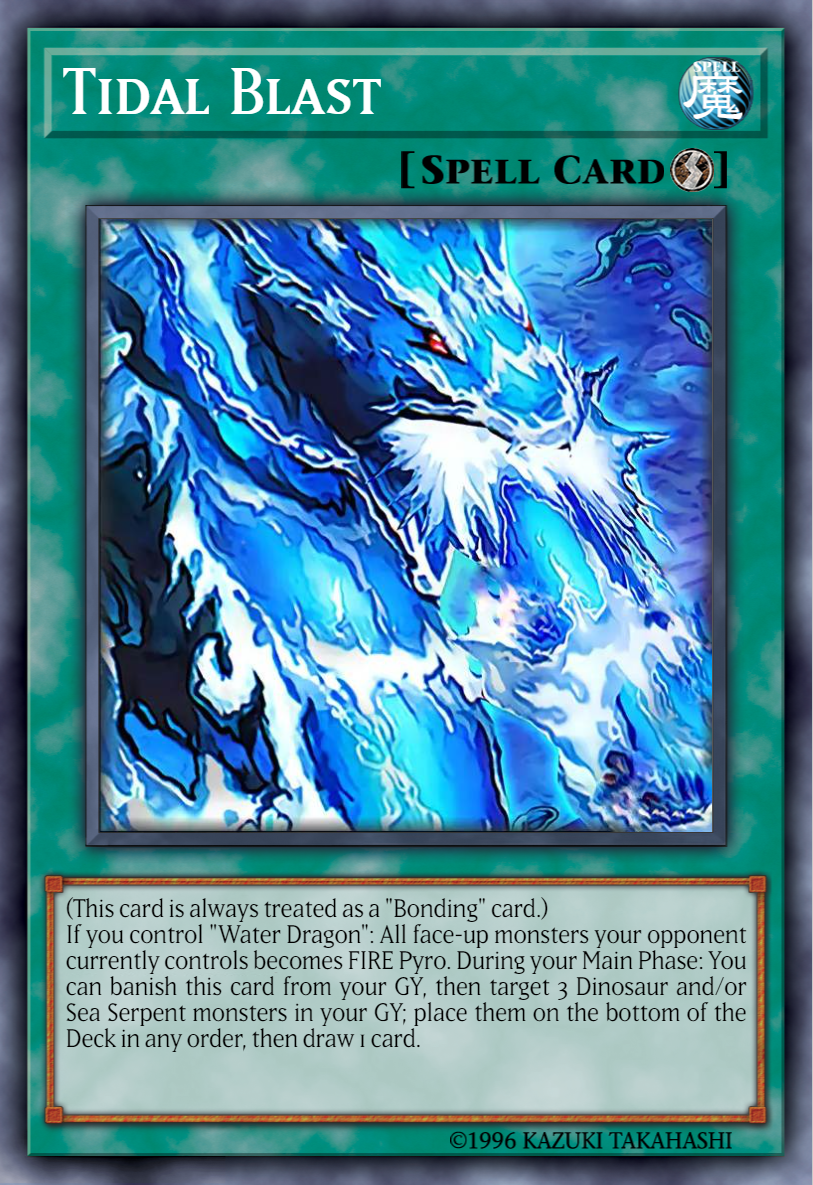 TIDAL BLAST
SPELL
魔
[SPELL CARD]
(This card is always treated as a "Bonding" card.)
If you control "Water Dragon": All face-up monsters your opponent
currently controls becomes FIRE Pyro. During your Main Phase: You
can banish this card from your GY, then target 3 Dinosaur and/or
Sea Serpent monsters in your GY; place them on the bottom of the
Deck in any order, then draw 1 card.
©1996 KAZUKI TAKAHASHI